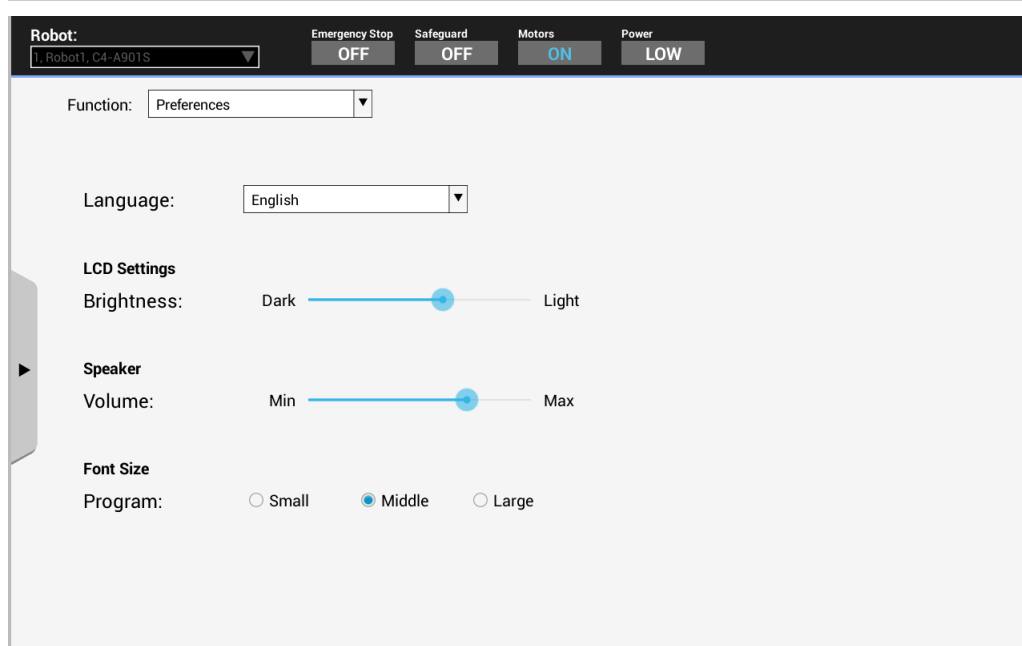 Robot:
1, Robot1, C4-A901S
Emergency Stop Safeguard Motors Power
OFF OFF ON LOW
Function: Preferences
Language: English
LCD Settings
Brightness: Dark Light
Speaker
Volume: Min Max
Font Size
Program: Small Middle Large